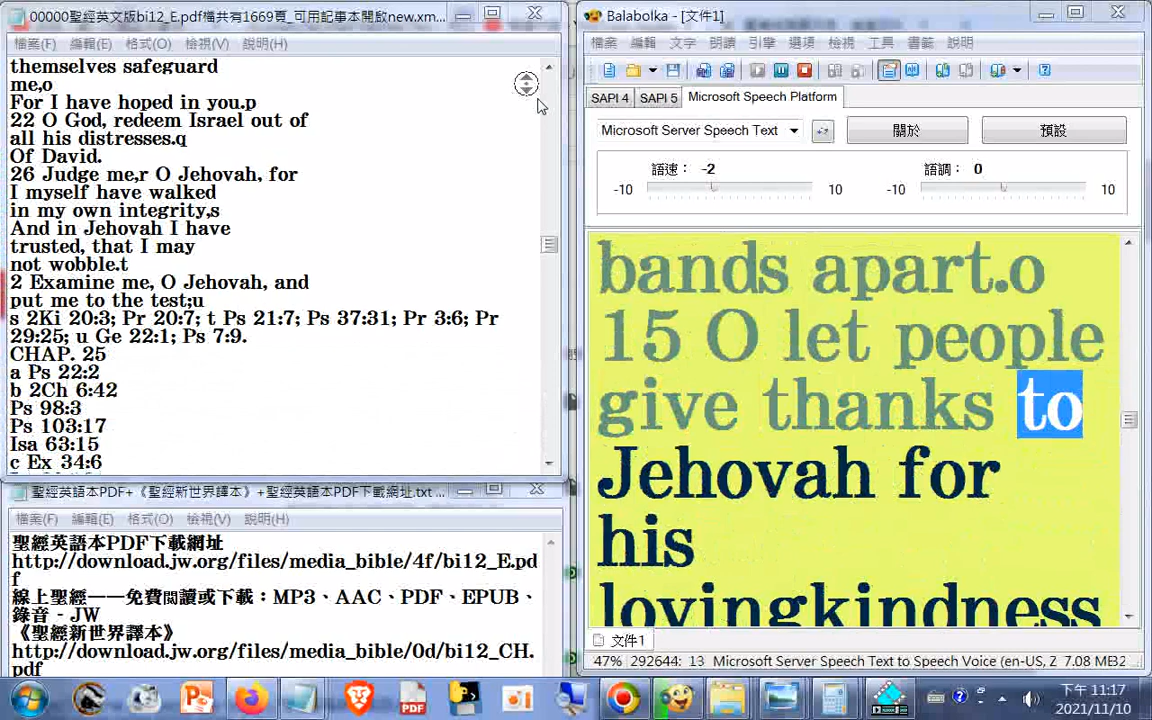 00000聖經英文版bi12_E.pdf檔共有1669頁_可用記事本開啟new.xm...
檔案(F) 編輯(E) 格式(O) 檢視(V) 說明(H)
themselves safeguard
me,o
For I have hoped in you.p
22 O God, redeem Israel out of
all his distresses.q
Of David.
26 Judge me,r O Jehovah, for
I myself have walked
in my own integrity,s
And in Jehovah I have
trusted, that I may
not wobble.t
2 Examine me, O Jehovah, and
put me to the test;u
s 2Ki 20:3; Pr 20:7; t Ps 21:7; Ps 37:31; Pr 3:6; Pr
29:25; u Ge 22:1; Ps 7:9.
CHAP. 25
a Ps 22:2
b 2Ch 6:42
Ps 98:3
Ps 103:17
Isa 63:15
c Ex 34:6
聖經英語本PDF+《聖經新世界譯本》+聖經英語本PDF下載網址.txt ...
檔案(F) 編輯(E) 格式(O) 檢視(V) 說明(H)
聖經英語本PDF下載網址
http://download.jw.org/files/media_bible/4f/bi12_E.pd
f
線上聖經——免費閱讀或下載：MP3、AAC、PDF、EPUB、
錄音 - JW
《聖經新世界譯本》
http://download.jw.org/files/media_bible/0d/bi12_CH.
pdf
Balabolka - [文件1]
檔案 編輯 文字 朗讀 引擎 選項 檢視 工具 書籤 說明
SAPI 4 SAPI 5 Microsoft Speech Platform
Microsoft Server Speech Text 關於 預設
語速： -2 語調： 0
-10 10 -10 10
bands apart.o
15 O let people
give thanks to
Jehovah for
his
lovingkindness
文件1
47% 292644: 13 Microsoft Server Speech Text to Speech Voice (en-US, Z 7.08 MB
下午 11:17
2021/11/10